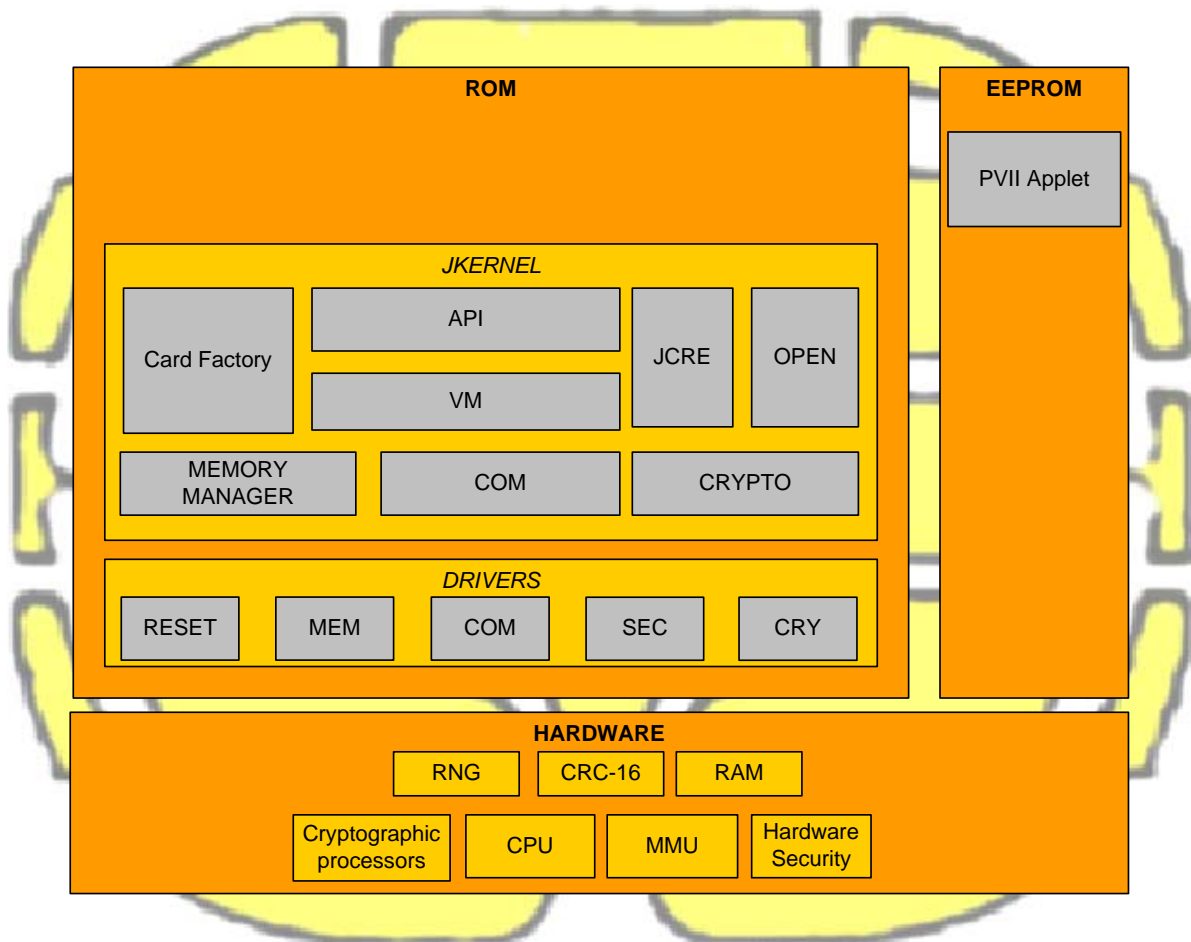 ROM
EEPROM
PVII Applet
JKERNEL
Card Factory
API
VM
JCRE
OPEN
MEMORY
MANAGER
COM
CRYPTO
DRIVERS
RESET
MEM
COM
SEC
CRY
HARDWARE
RNG
CRC-16
RAM
Cryptographic
processors
CPU
MMU
Hardware
Security